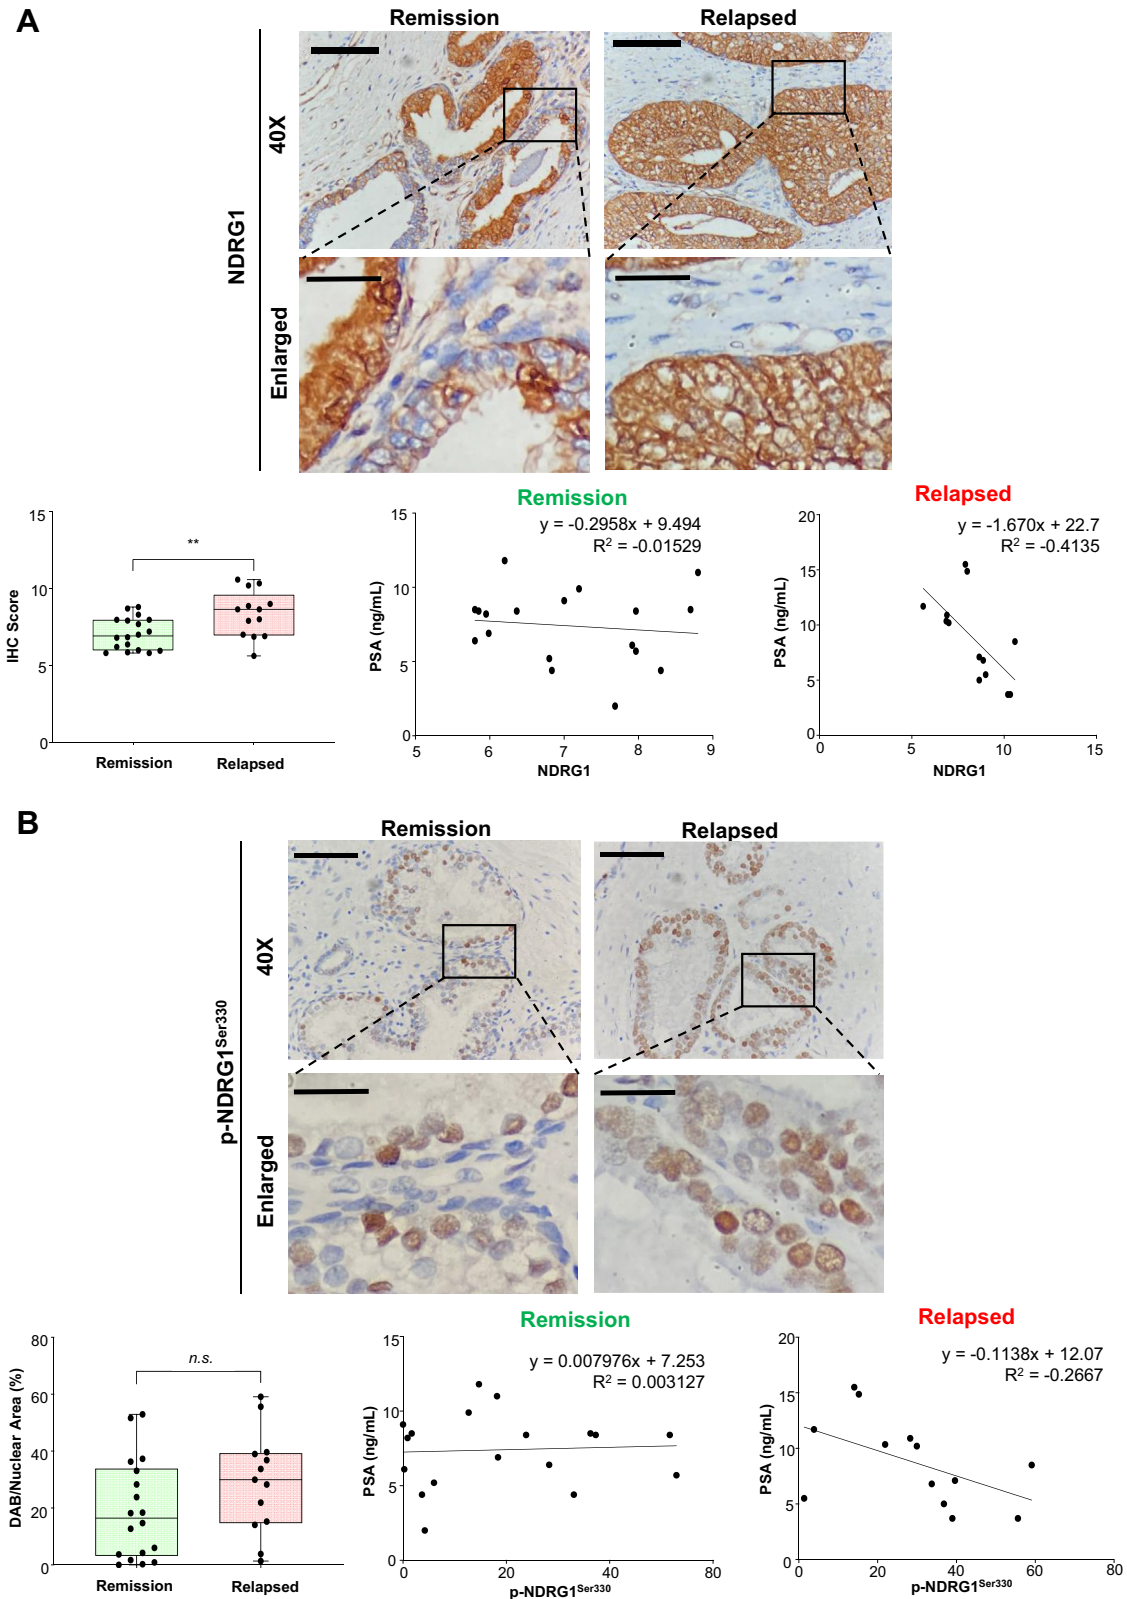 A
Remission
Relapsed
NDRG1
40X
Enlarged
Remission
Relapsed
15
10
5
0
IHC Score
**
Remission
Relapsed
15
10
5
0
PSA (ng/mL)
y = -0.2958x + 9.494
R² = -0.01529
5
6
7
8
9
NDRG1
20
15
10
5
0
PSA (ng/mL)
y = -1.670x + 22.7
R² = -0.4135
0
5
10
15
NDRG1
B
Remission
Relapsed
p-NDRG1Ser330
40X
Enlarged
Remission
Relapsed
80
60
40
20
0
DAB/Nuclear Area (%)
n.s.
Remission
Relapsed
15
10
5
0
PSA (ng/mL)
y = 0.007976x + 7.253
R² = 0.003127
0
20
40
80
p-NDRG1Ser330
20
15
10
5
0
PSA (ng/mL)
y = -0.1138x + 12.07
R² = -0.2667
0
20
40
60
80
p-NDRG1Ser330